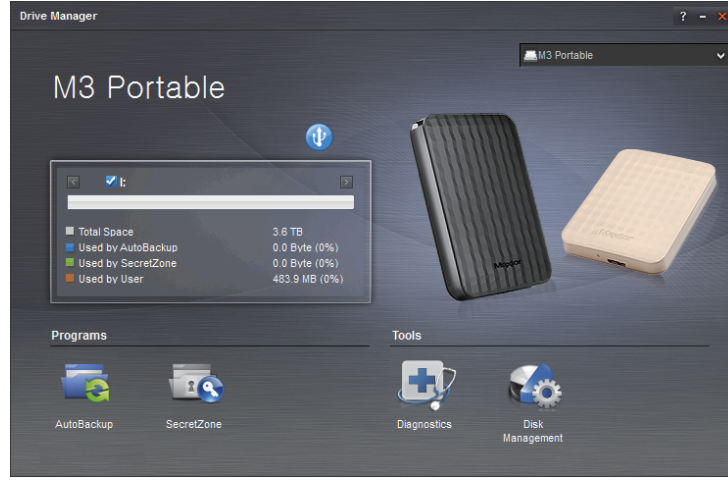 Drive Manager
? -
M3 Portable
M3 Portable
I:
Total Space 3.6 TB
Used by AutoBackup 0.0 Byte (0%)
Used by SecretZone 0.0 Byte (0%)
Used by User 483.9 MB (0%)
Maxtor
Maxtor
Programs
Tools
AutoBackup
SecretZone
Diagnostics
Disk
Management